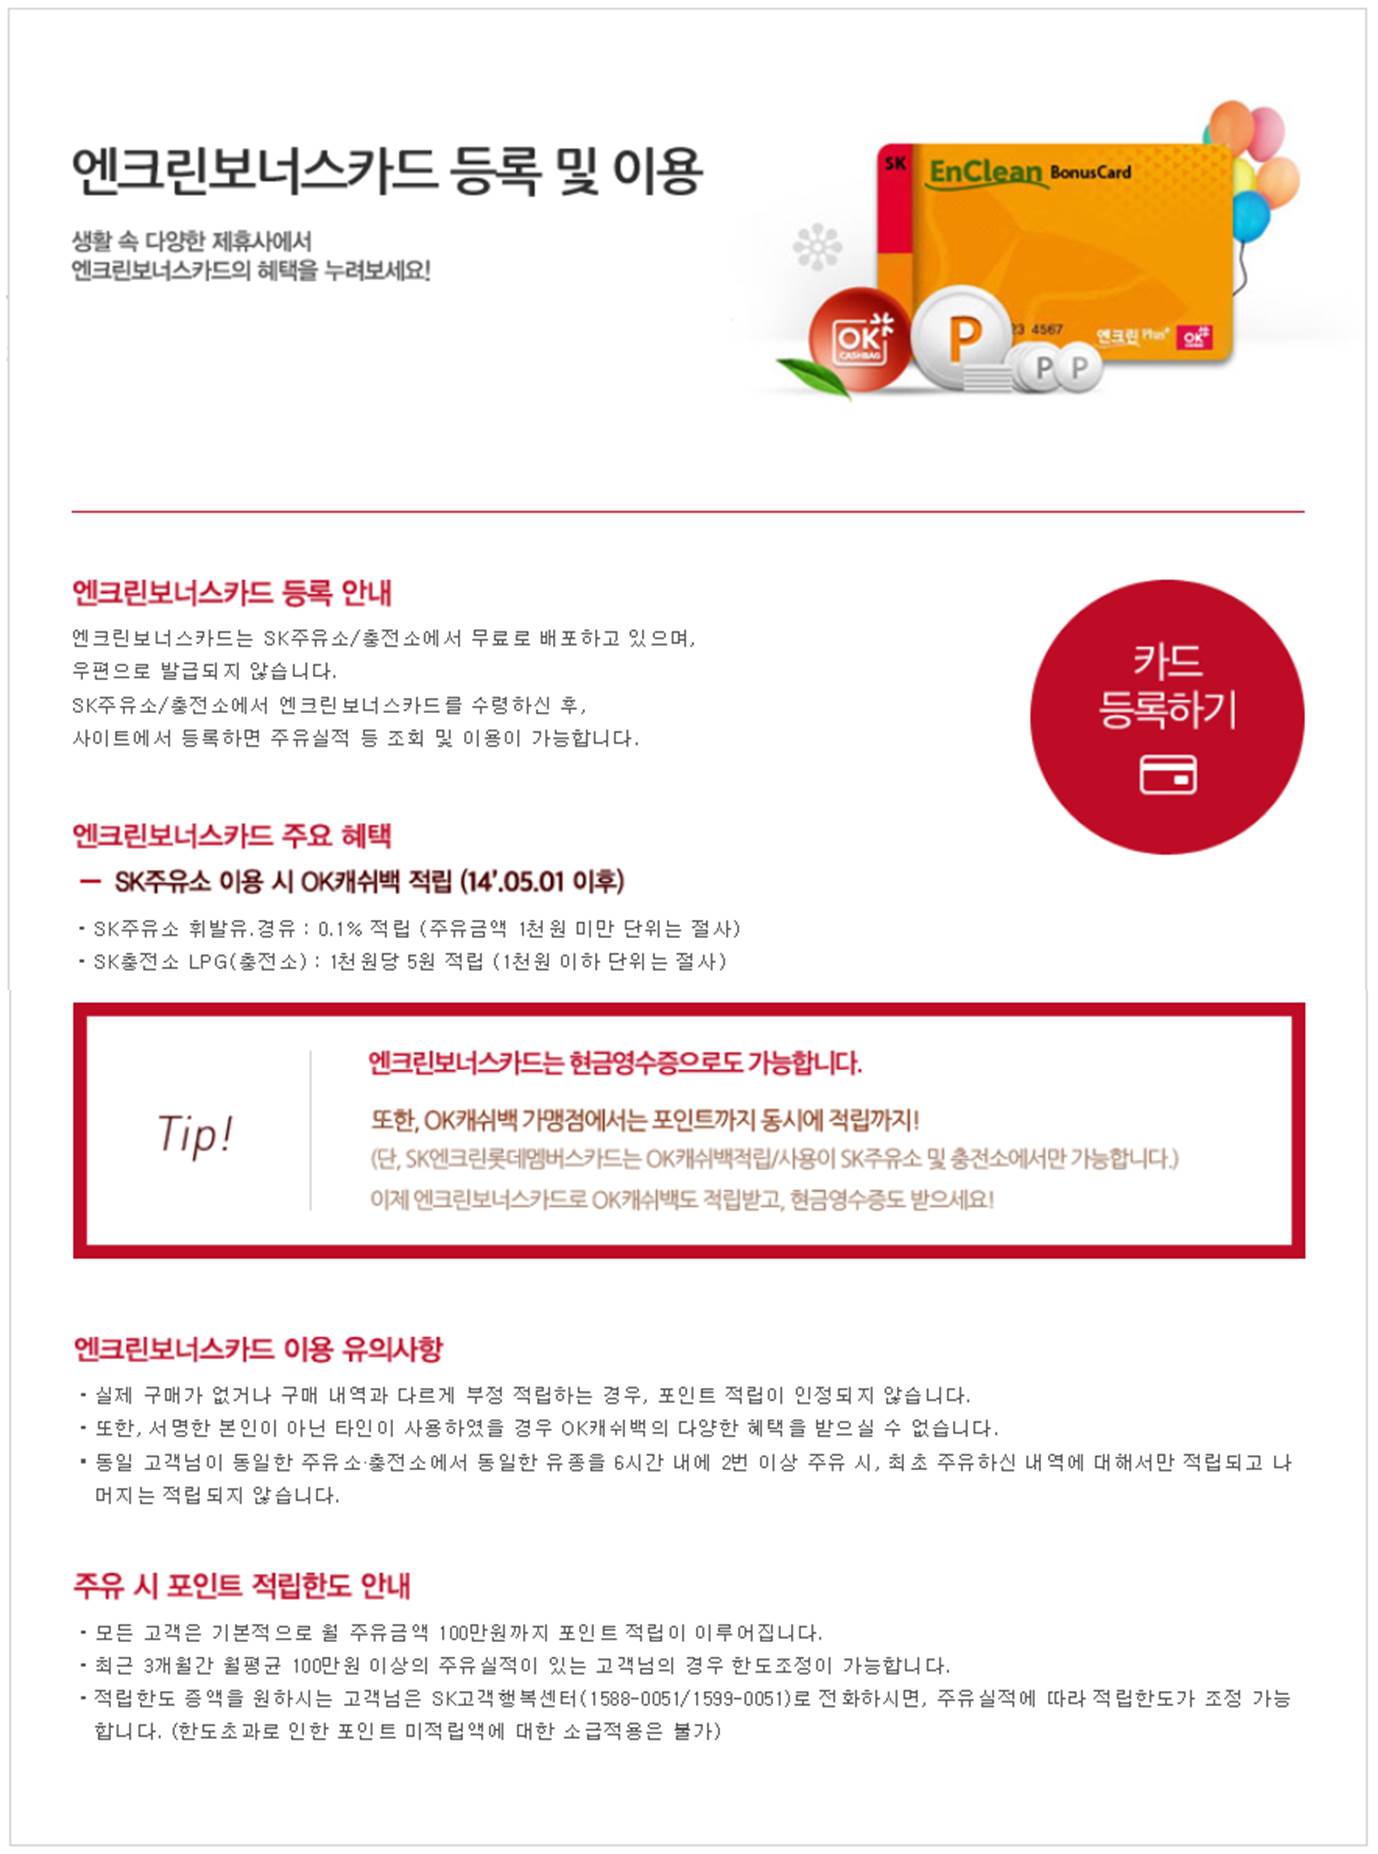 엔크린보너스카드 등록 및 이용
생활 속 다양한 제휴사에서
엔크린보너스카드의 혜택을 누려보세요!
SK
EnClean BonusCard
23 4567
엔크린 Plus+
OK
CASHBAG
OK
P
P
P
엔크린보너스카드 등록 안내
엔크린보너스카드는 SK주유소/충전소에서 무료로 배포하고 있으며,
우편으로 발급되지 않습니다.
SK주유소/충전소에서 엔크린보너스카드를 수령하신 후,
사이트에서 등록하면 주유실적 등 조회 및 이용이 가능합니다.
카드
등록하기
엔크린보너스카드 주요 혜택
– SK주유소 이용 시 OK캐쉬백 적립 (14'.05.01 이후)
- SK주유소 휘발유.경유 : 0.1% 적립 (주유금액 1천원 미만 단위는 절사)
- SK충전소 LPG(충전소) : 1천원당 5원 적립 (1천원 이하 단위는 절사)
Tip!
엔크린보너스카드는 현금영수증으로도 가능합니다.
또한, OK캐쉬백 가맹점에서는 포인트까지 동시에 적립까지!
(단, SK엔크린롯데멤버스카드는 OK캐쉬백적립/사용이 SK주유소 및 충전소에서만 가능합니다.)
이제 엔크린보너스카드로 OK캐쉬백도 적립받고, 현금영수증도 받으세요!
엔크린보너스카드 이용 유의사항
- 실제 구매가 없거나 구매 내역과 다르게 부정 적립하는 경우, 포인트 적립이 인정되지 않습니다.
- 또한, 서명한 본인이 아닌 타인이 사용하였을 경우 OK캐쉬백의 다양한 혜택을 받으실 수 없습니다.
- 동일 고객님이 동일한 주유소·충전소에서 동일한 유종을 6시간 내에 2번 이상 주유 시, 최초 주유하신 내역에 대해서만 적립되고 나
머지는 적립되지 않습니다.
주유 시 포인트 적립한도 안내
- 모든 고객은 기본적으로 월 주유금액 100만원까지 포인트 적립이 이루어집니다.
- 최근 3개월간 월평균 100만원 이상의 주유실적이 있는 고객님의 경우 한도조정이 가능합니다.
- 적립한도 증액을 원하시는 고객님은 SK고객행복센터(1588-0051/1599-0051)로 전화하시면, 주유실적에 따라 적립한도가 조정 가능
합니다. (한도초과로 인한 포인트 미적립액에 대한 소급적용은 불가)